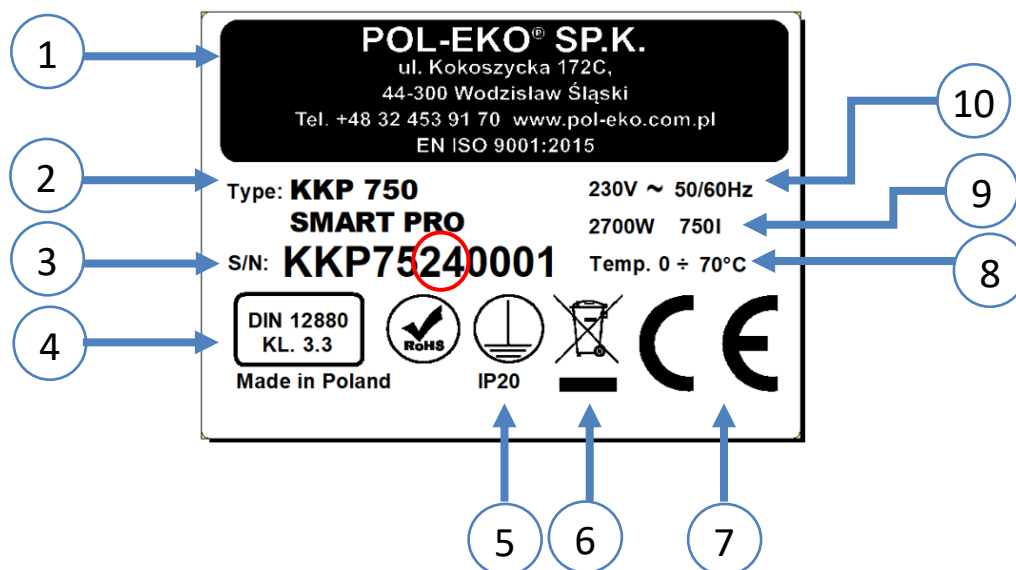 1
POL-EKO® SP.K.
ul. Kokoszycka 172C,
44-300 Wodzisław Śląski
Tel. +48 32 453 91 70 www.pol-eko.com.pl
EN ISO 9001:2015
10
2
Type: KKP 750
SMART PRO
230V ~ 50/60Hz
2700W 750l
9
3
S/N: KKP75240001
Temp. 0 ÷ 70°C
8
4
DIN 12880
KL. 3.3
RoHS
CE
Made in Poland
IP20
5
6
7